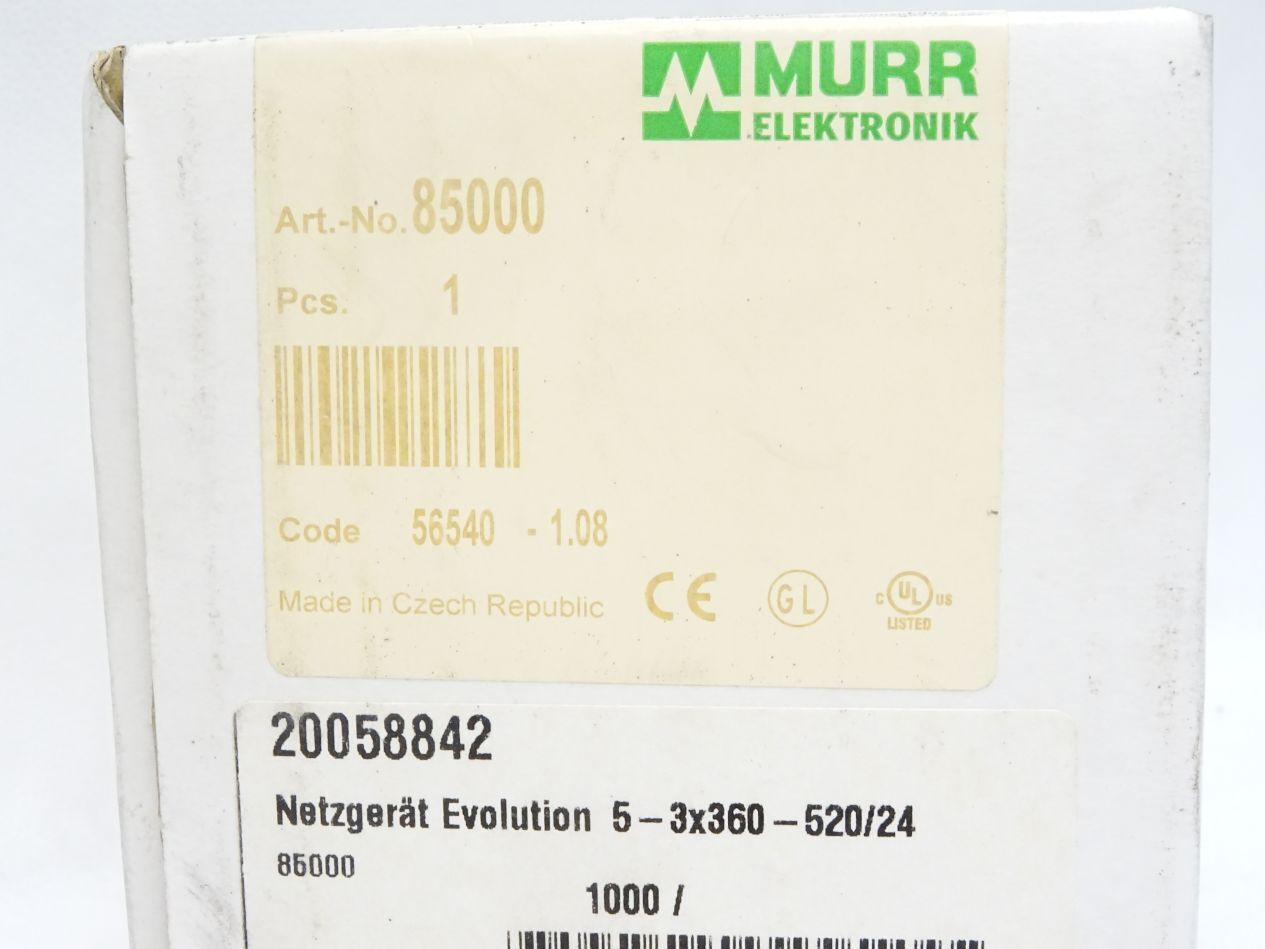 MURR
ELEKTRONIK
Art.-No. 85000
Pcs. 1
Code 56540 - 1.08
Made in Czech Republic CE GL C UL US
LISTED
20058842
Netzgerät Evolution 5-3x360-520/24
85000
1000 /